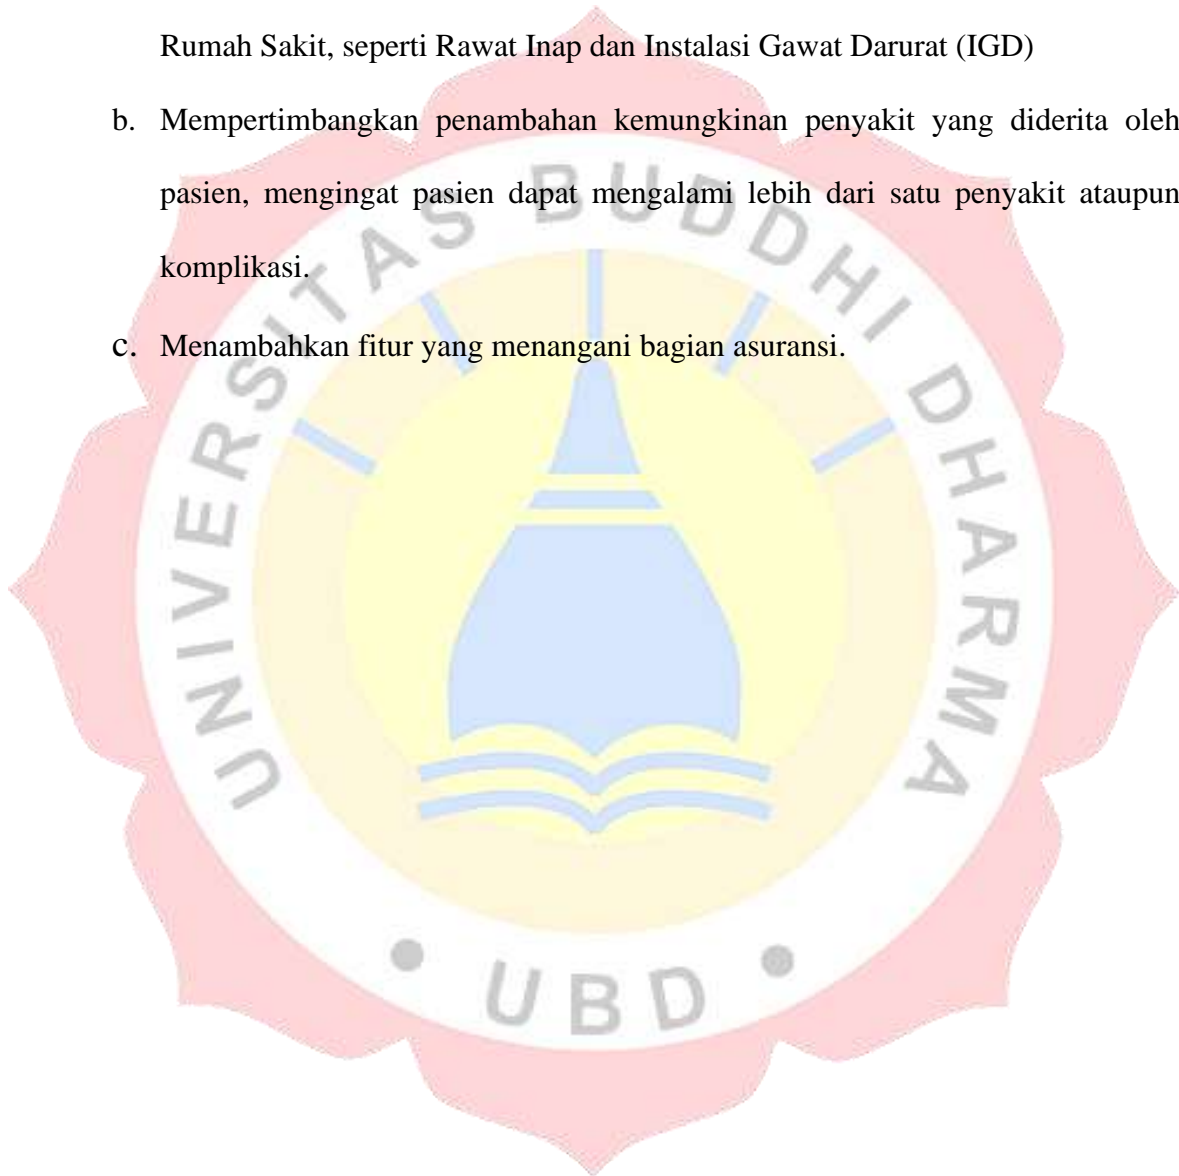 Rumah Sakit, seperti Rawat Inap dan Instalasi Gawat Darurat (IGD)
b. Mempertimbangkan penambahan kemungkinan penyakit yang diderita oleh
pasien, mengingat pasien dapat mengalami lebih dari satu penyakit ataupun
komplikasi.
c. Menambahkan fitur yang menangani bagian asuransi.
UNIVERSITAS BUDDHI DHARMA
• UBD •